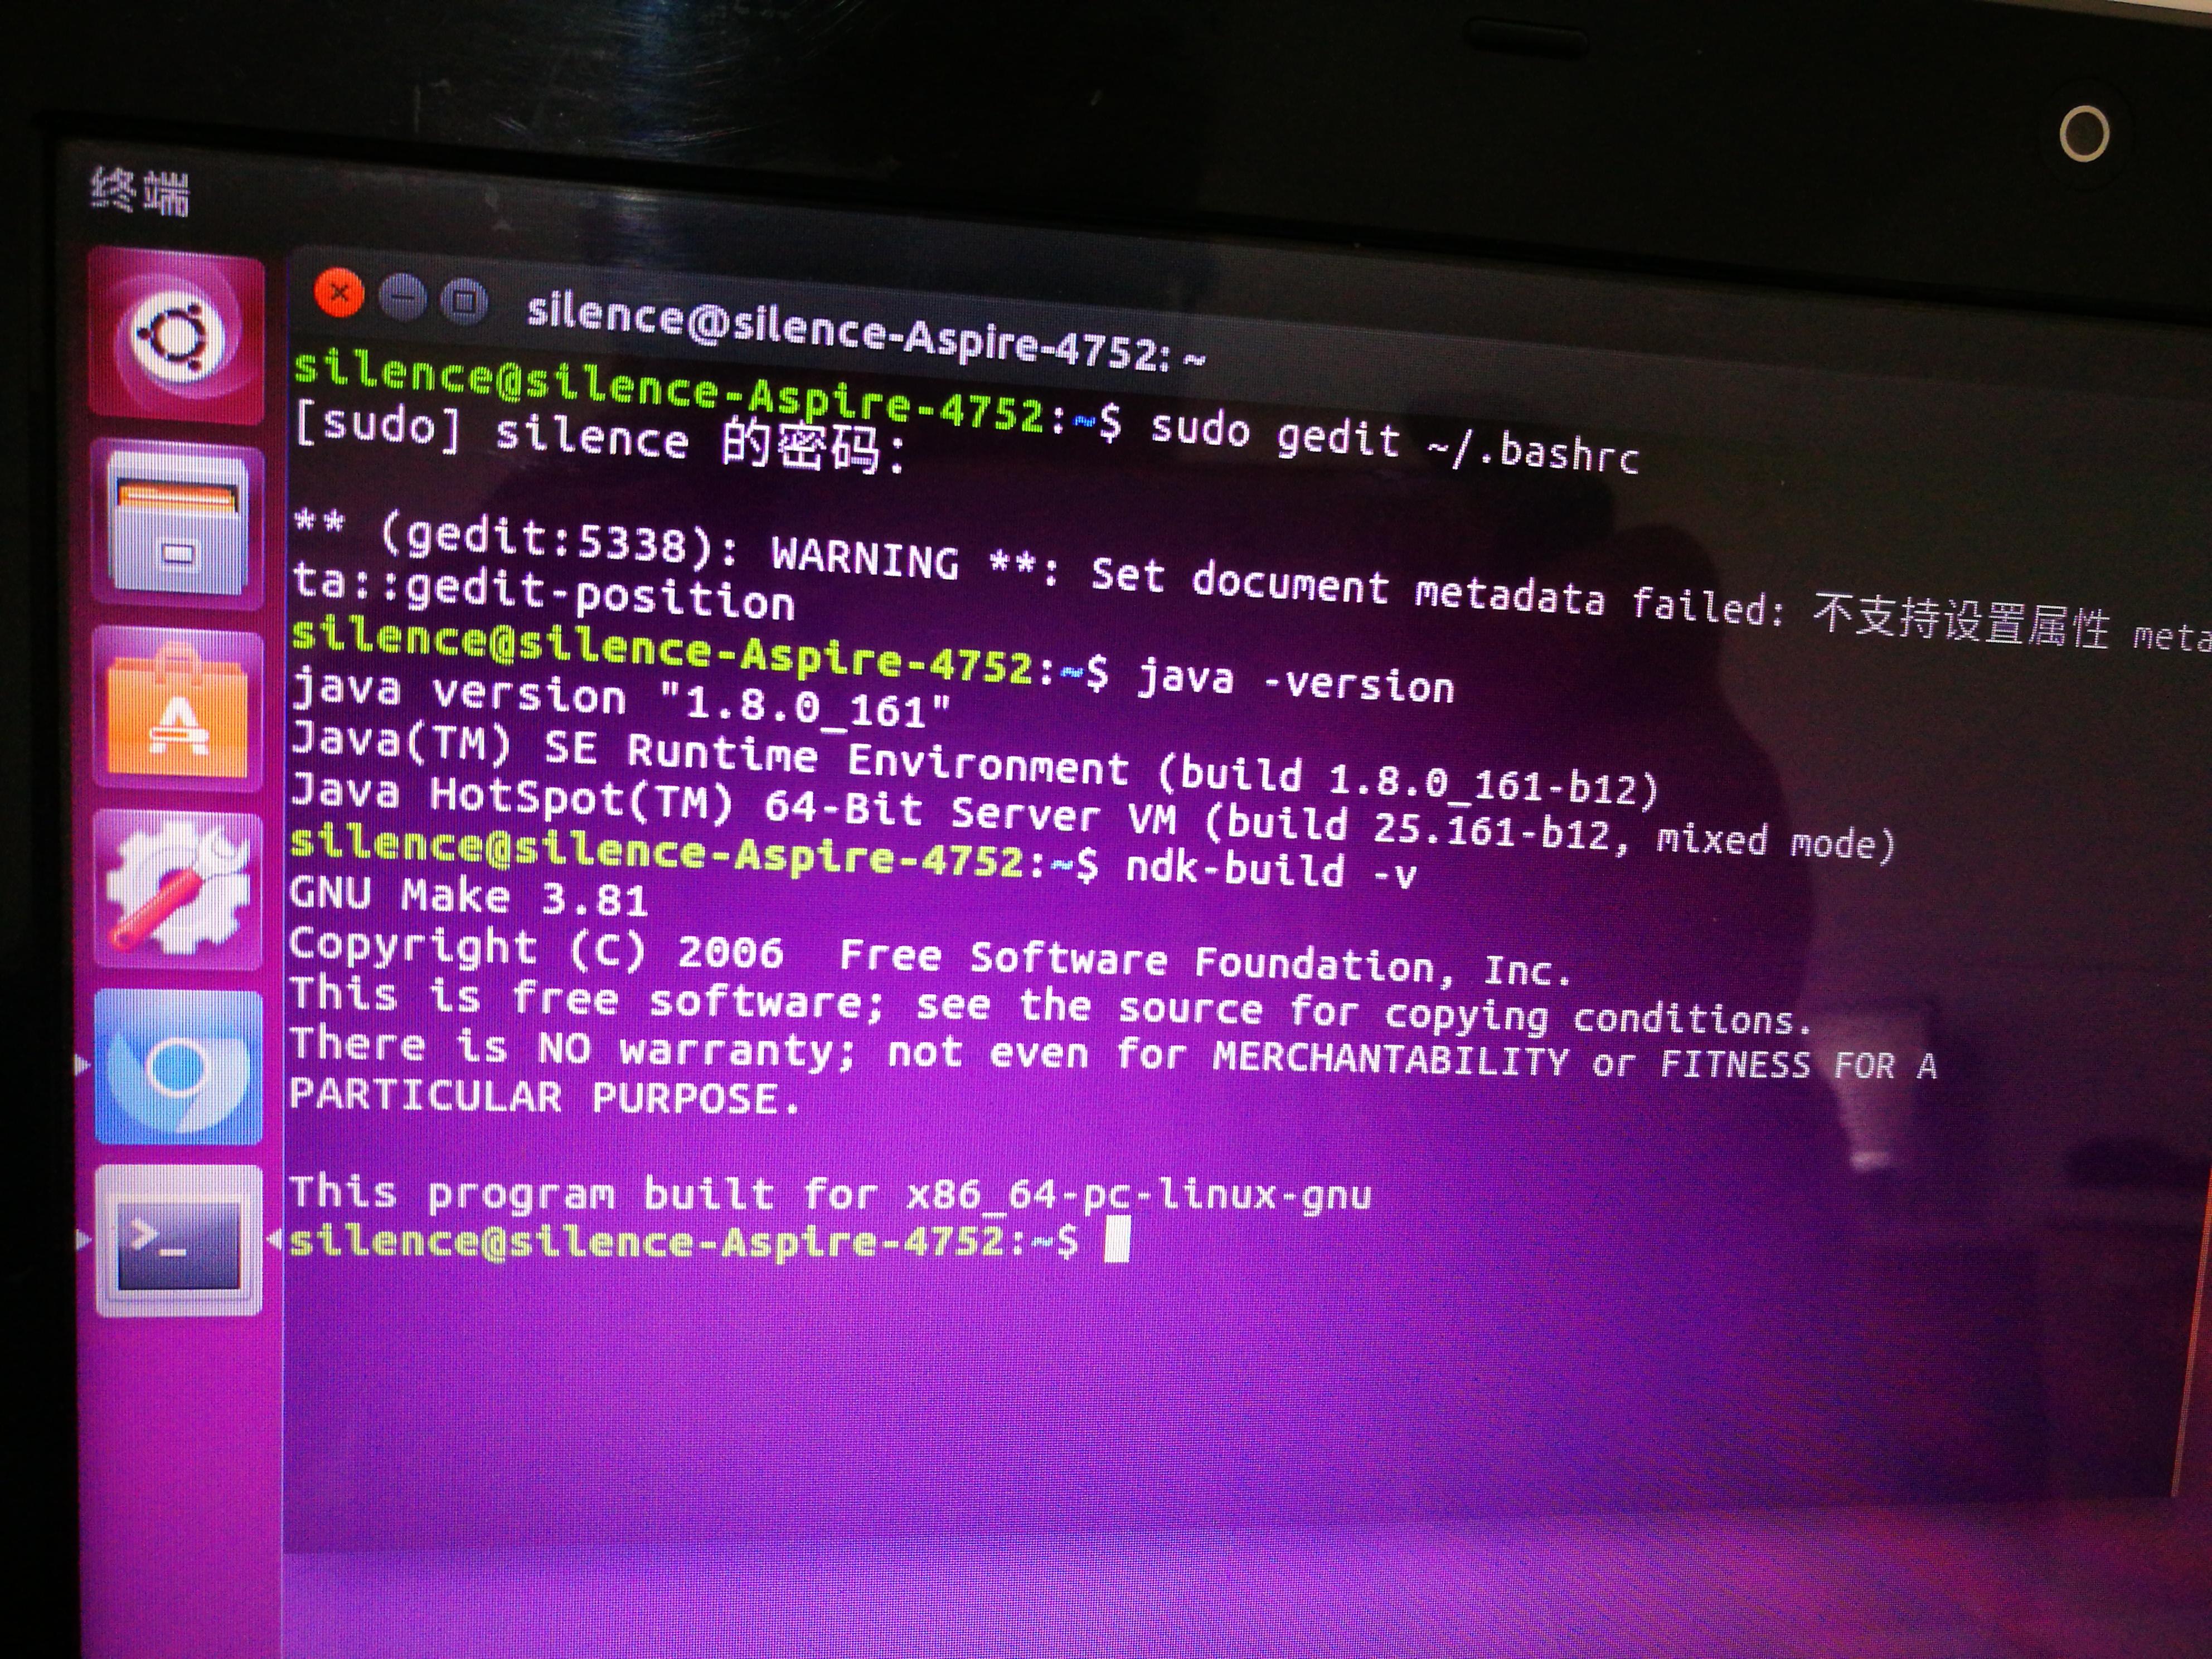 终端
silence@silence-Aspire-4752: ~
silence@silence-Aspire-4752:~$ sudo gedit ~/.bashrc
[sudo] silence 的密码：
** (gedit:5338): WARNING **: Set document metadata failed: 不支持设置属性 meta
ta::gedit-position
silence@silence-Aspire-4752:~$ java -version
java version "1.8.0_161"
Java(TM) SE Runtime Environment (build 1.8.0_161-b12)
Java HotSpot(TM) 64-Bit Server VM (build 25.161-b12, mixed mode)
silence@silence-Aspire-4752:~$ ndk-build -v
GNU Make 3.81
Copyright (C) 2006  Free Software Foundation, Inc.
This is free software; see the source for copying conditions.
There is NO warranty; not even for MERCHANTABILITY or FITNESS FOR A
PARTICULAR PURPOSE.
This program built for x86_64-pc-linux-gnu
silence@silence-Aspire-4752:~$